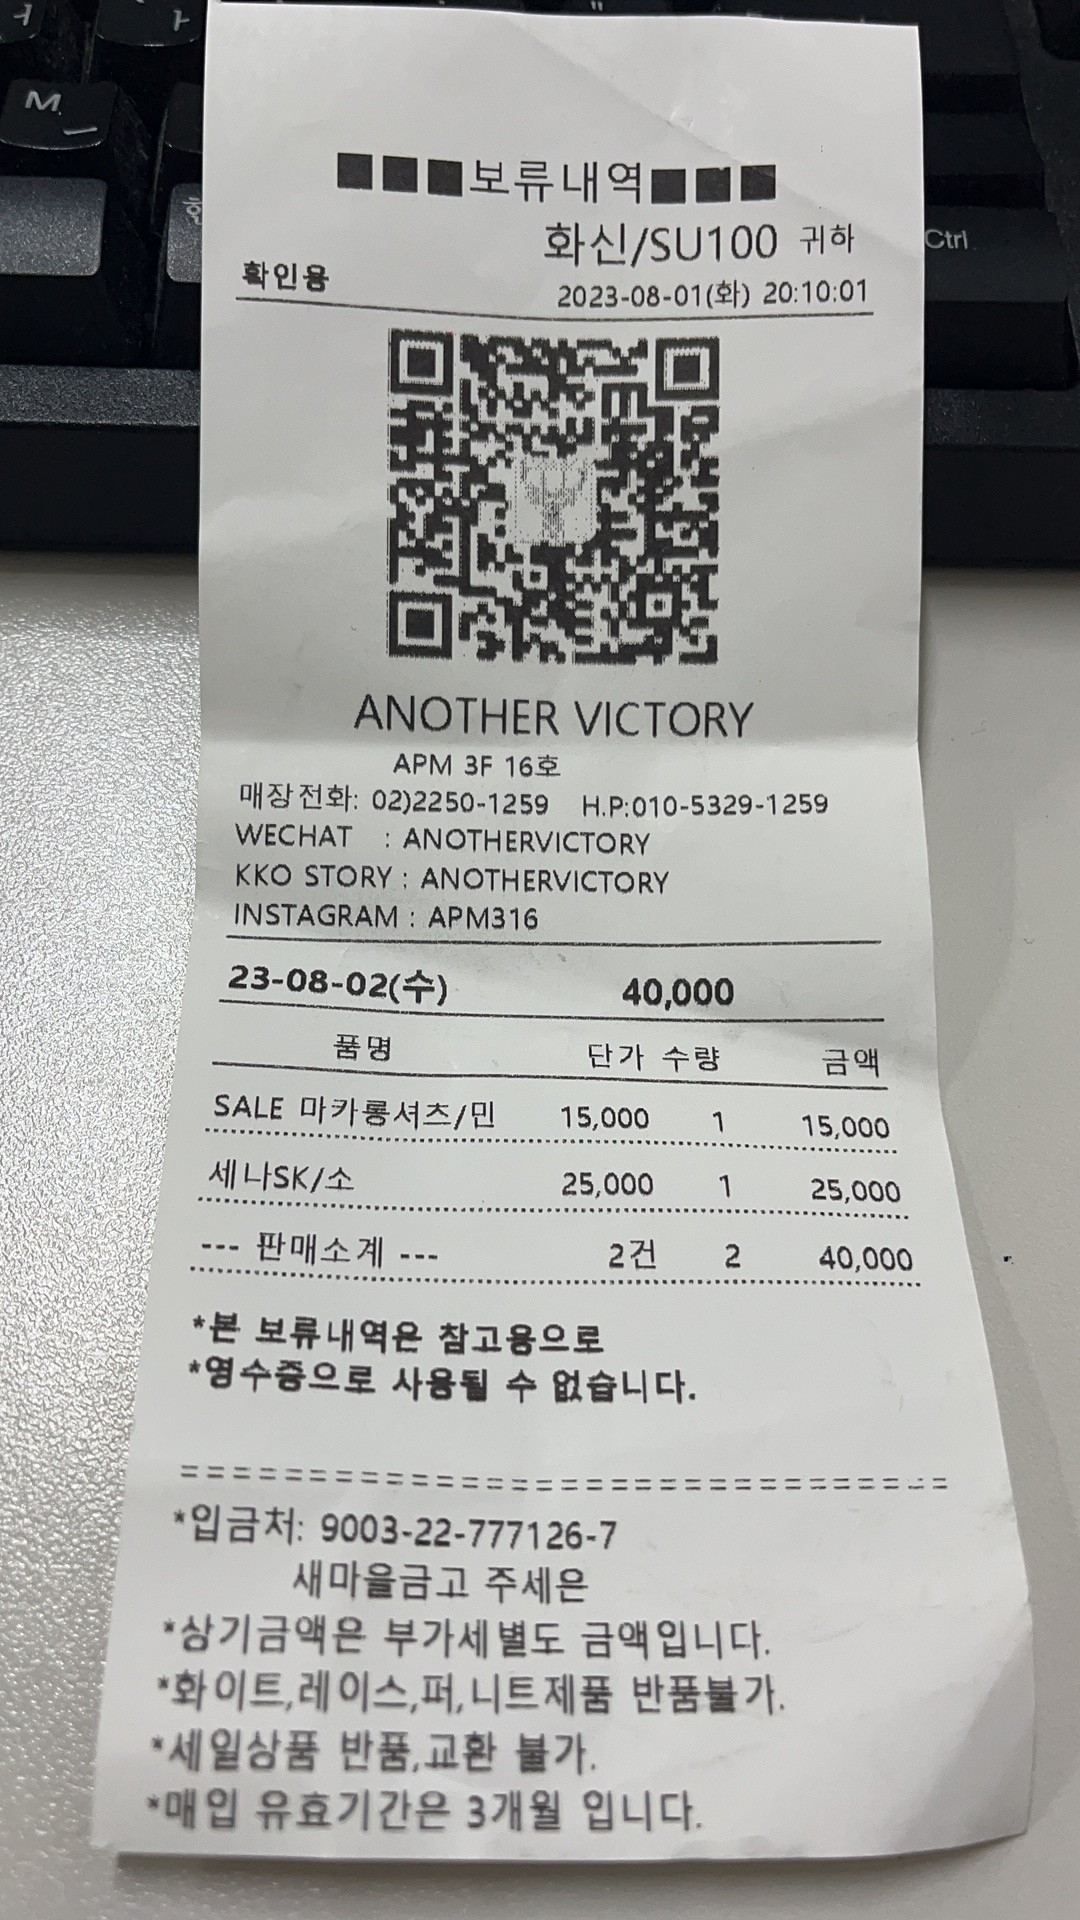 ■■■보류내역■■■
화신/SU100 귀하
확인용 2023-08-01(화) 20:10:01
ANOTHER VICTORY
APM 3F 16호
매장전화: 02)2250-1259 H.P:010-5329-1259
WECHAT : ANOTHERVICTORY
KKO STORY : ANOTHERVICTORY
INSTAGRAM : APM316
23-08-02(수) 40,000
품명 단가 수량 금액
SALE 마카롱셔츠/민 15,000 1 15,000
세나SK/소 25,000 1 25,000
--- 판매소계 --- 2건 2 40,000
*본 보류내역은 참고용으로
*영수증으로 사용될 수 없습니다.
==============================
*입금처: 9003-22-777126-7
새마을금고 주세은
*상기금액은 부가세별도 금액입니다.
*화이트,레이스,퍼,니트제품 반품불가.
*세일상품 반품,교환 불가.
*매입 유효기간은 3개월 입니다.
M
ㅡ
Ctrl